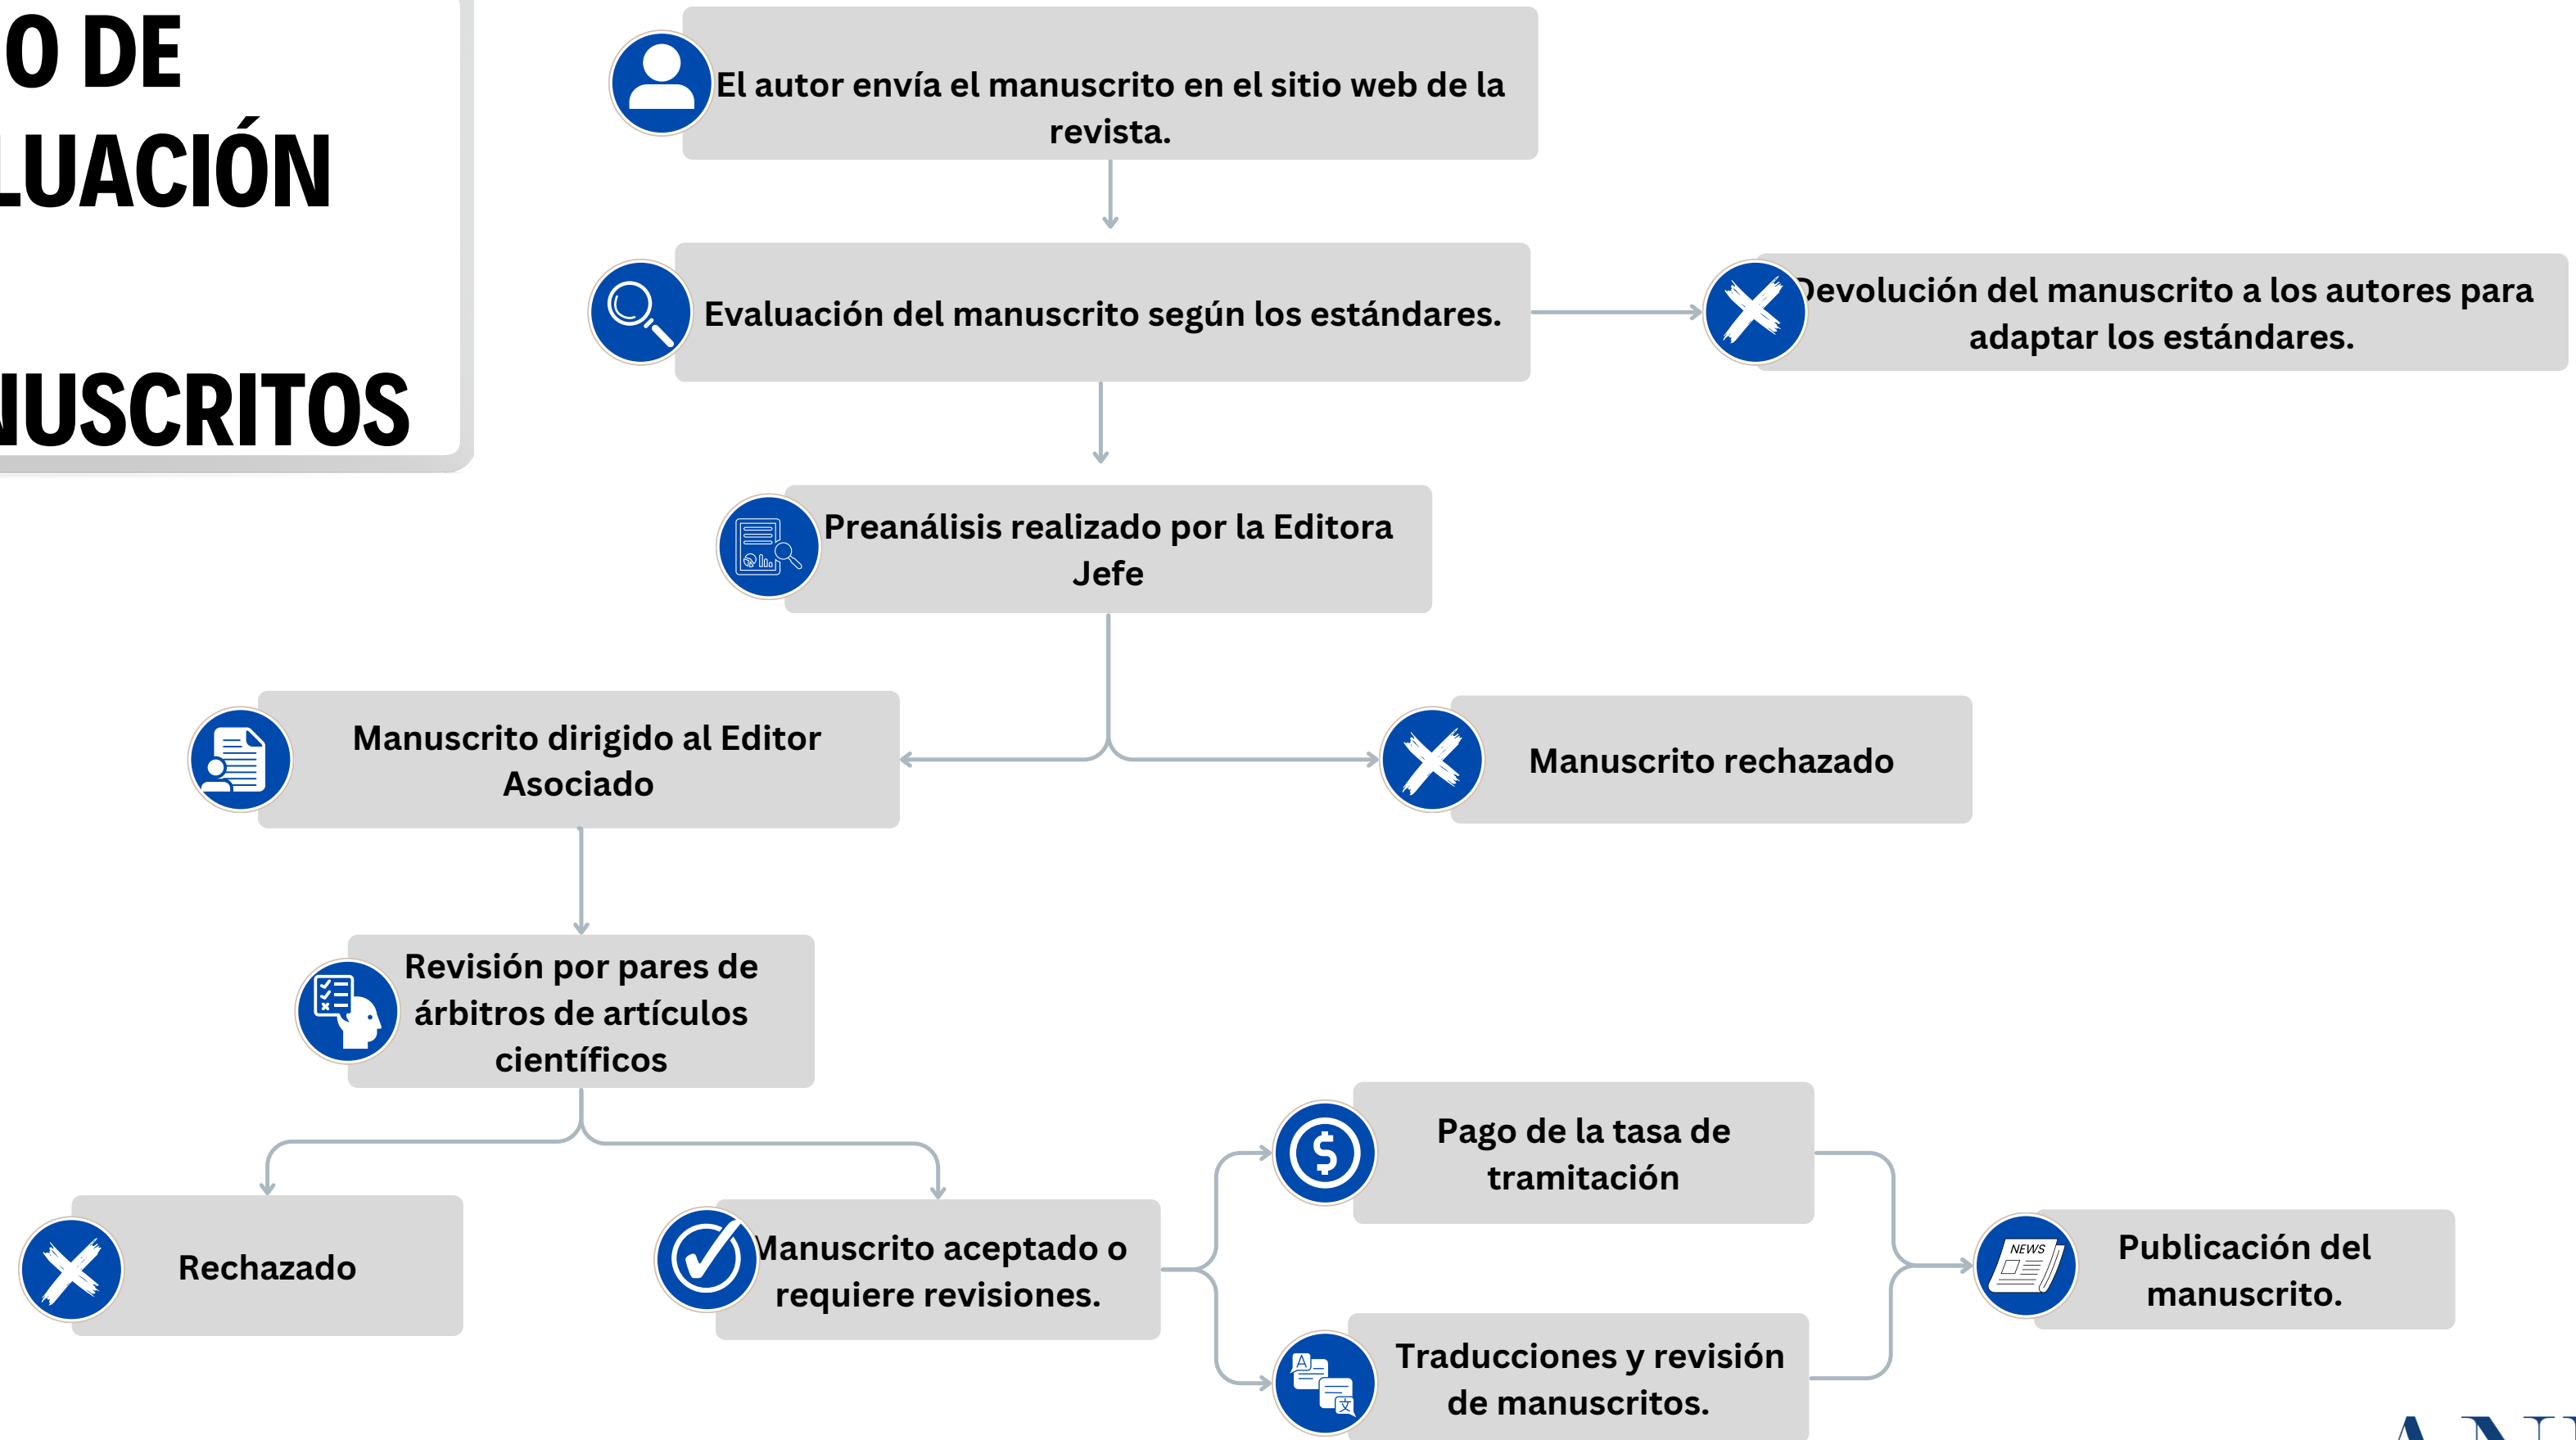 O DE
LUACIÓN
NUSCRITOS
El autor envía el manuscrito en el sitio web de la
revista.
Evaluación del manuscrito según los estándares.
Devolución del manuscrito a los autores para
adaptar los estándares.
Preanálisis realizado por la Editora
Jefe
Manuscrito dirigido al Editor
Asociado
Manuscrito rechazado
Revisión por pares de
árbitros de artículos
científicos
Rechazado
Manuscrito aceptado o
requiere revisiones.
Pago de la tasa de
tramitación
Traducciones y revisión
de manuscritos.
NEWS
Publicación del
manuscrito.